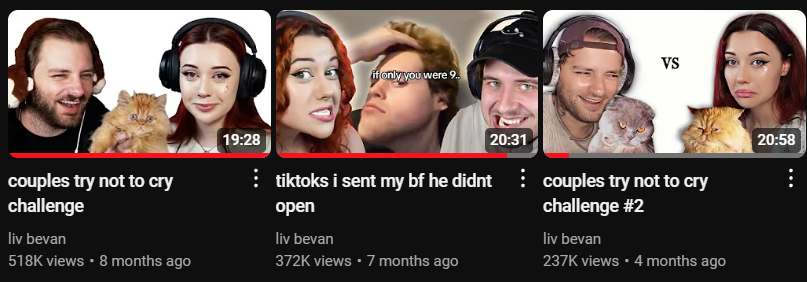 if only you were 9..
VS
19:28
20:31
20:58
couples try not to cry
challenge
liv bevan
518K views • 8 months ago
tiktoks i sent my bf he didnt
open
liv bevan
372K views • 7 months ago
couples try not to cry
challenge #2
liv bevan
237K views • 4 months ago